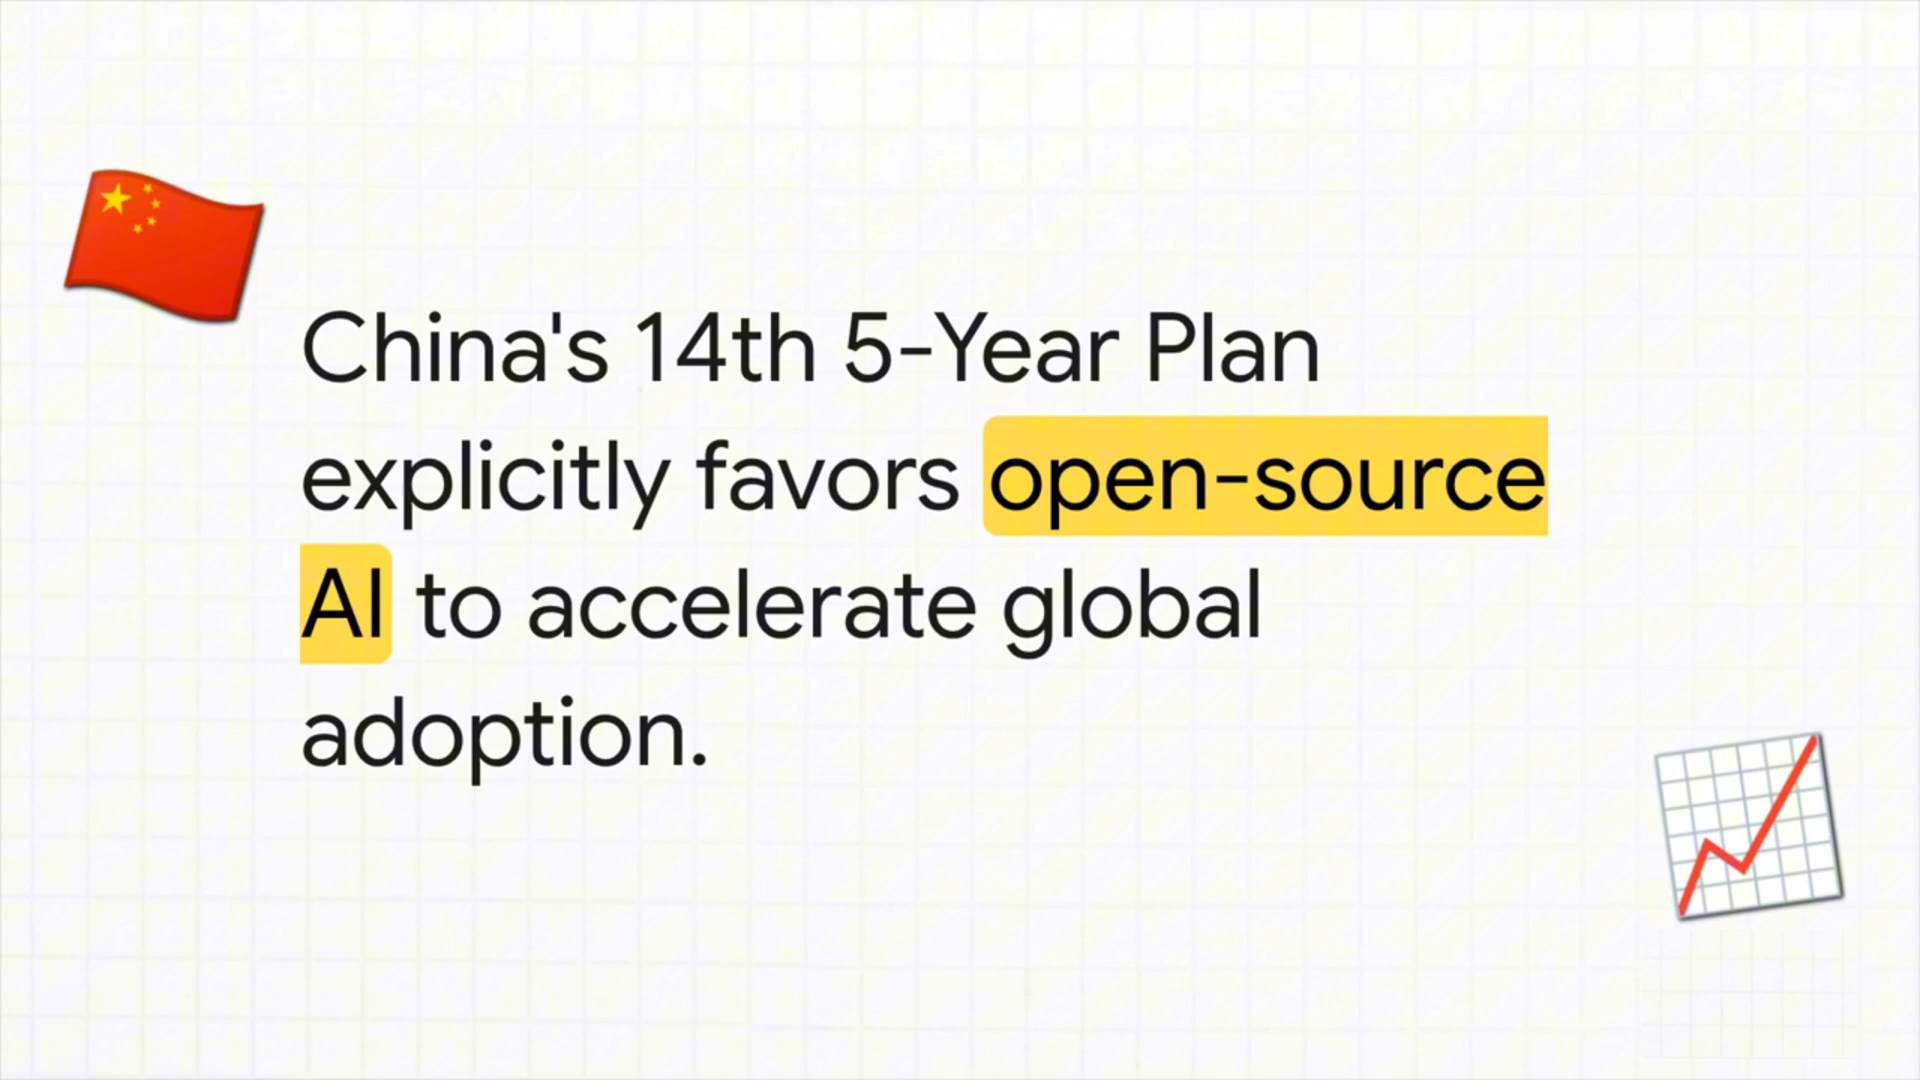 China's 14th 5-Year Plan
explicitly favors open-source
AI to accelerate global
adoption.